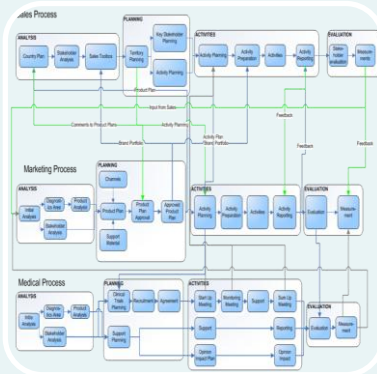 Sales Process
PLANNING
ANALYSIS
Key Stakeholder
Planning
ACTIVITIES
EVALUATION
Country Plan
Stakeholder
Analysis
Sales-Toolbox
Territory
Planning
Activity Planning
Activity Planning
Activity
Preparation
Activities
Activity
Reporting
Stake-
holder
evaluation
Measure-
ments
Product Plan
Input from Sales
Comments to Product Plans
Activity Planning
Feedback
Feedback
Brand Portfolio
Activity Plan
Brand Portfolio
Marketing Process
PLANNING
ANALYSIS
Channels
ACTIVITIES
EVALUATION
Initial
Analysis
Product
Analysis
Stakeholder
Analysis
Product Plan
Product
Plan
Approval
Approved
Product
Plan
Support
Material
Activity
Planning
Activity
Preparation
Activities
Activity
Reporting
Evaluation
Measure-
ment
Medical Process
ANALYSIS
PLANNING
ACTIVITIES
EVALUATION
Initial
Analysis
Product
Analysis
Stakeholder
Analysis
Clinical
Trials
Planning
Recruitment
Agreement
Support
Planning
Start Up
Meeting
Monitoring
Meeting
Support
Sum Up
Meeting
Support
Reporting
Opinion
Impact Plan
Opinion
Impact
Evaluation
Measure-
ment